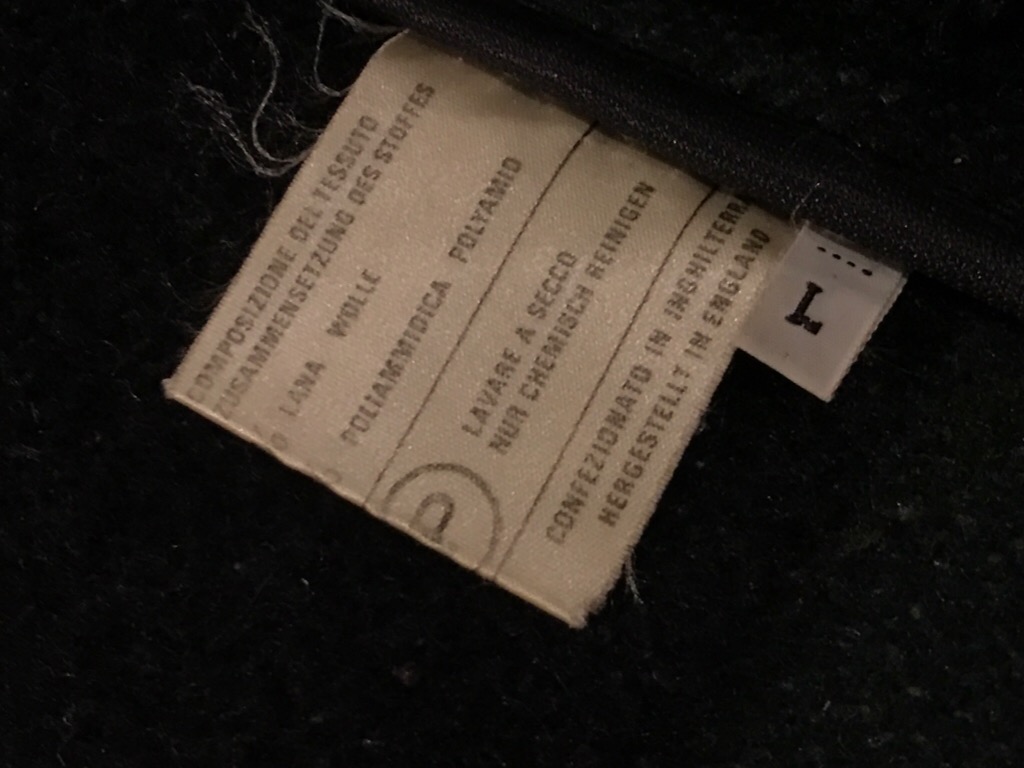 COMPOSIZIONE DEL TESSUTO
ZUSAMMENSETZUNG DES STOFFES
LANA WOLLE
POLIAMMIDICA POLYAMID
LAVARE A SECCO
NUR CHEMISCH REINIGEN
P
CONFEZIONATO IN INGHILTERRA
HERGESTELLT IN ENGLAND